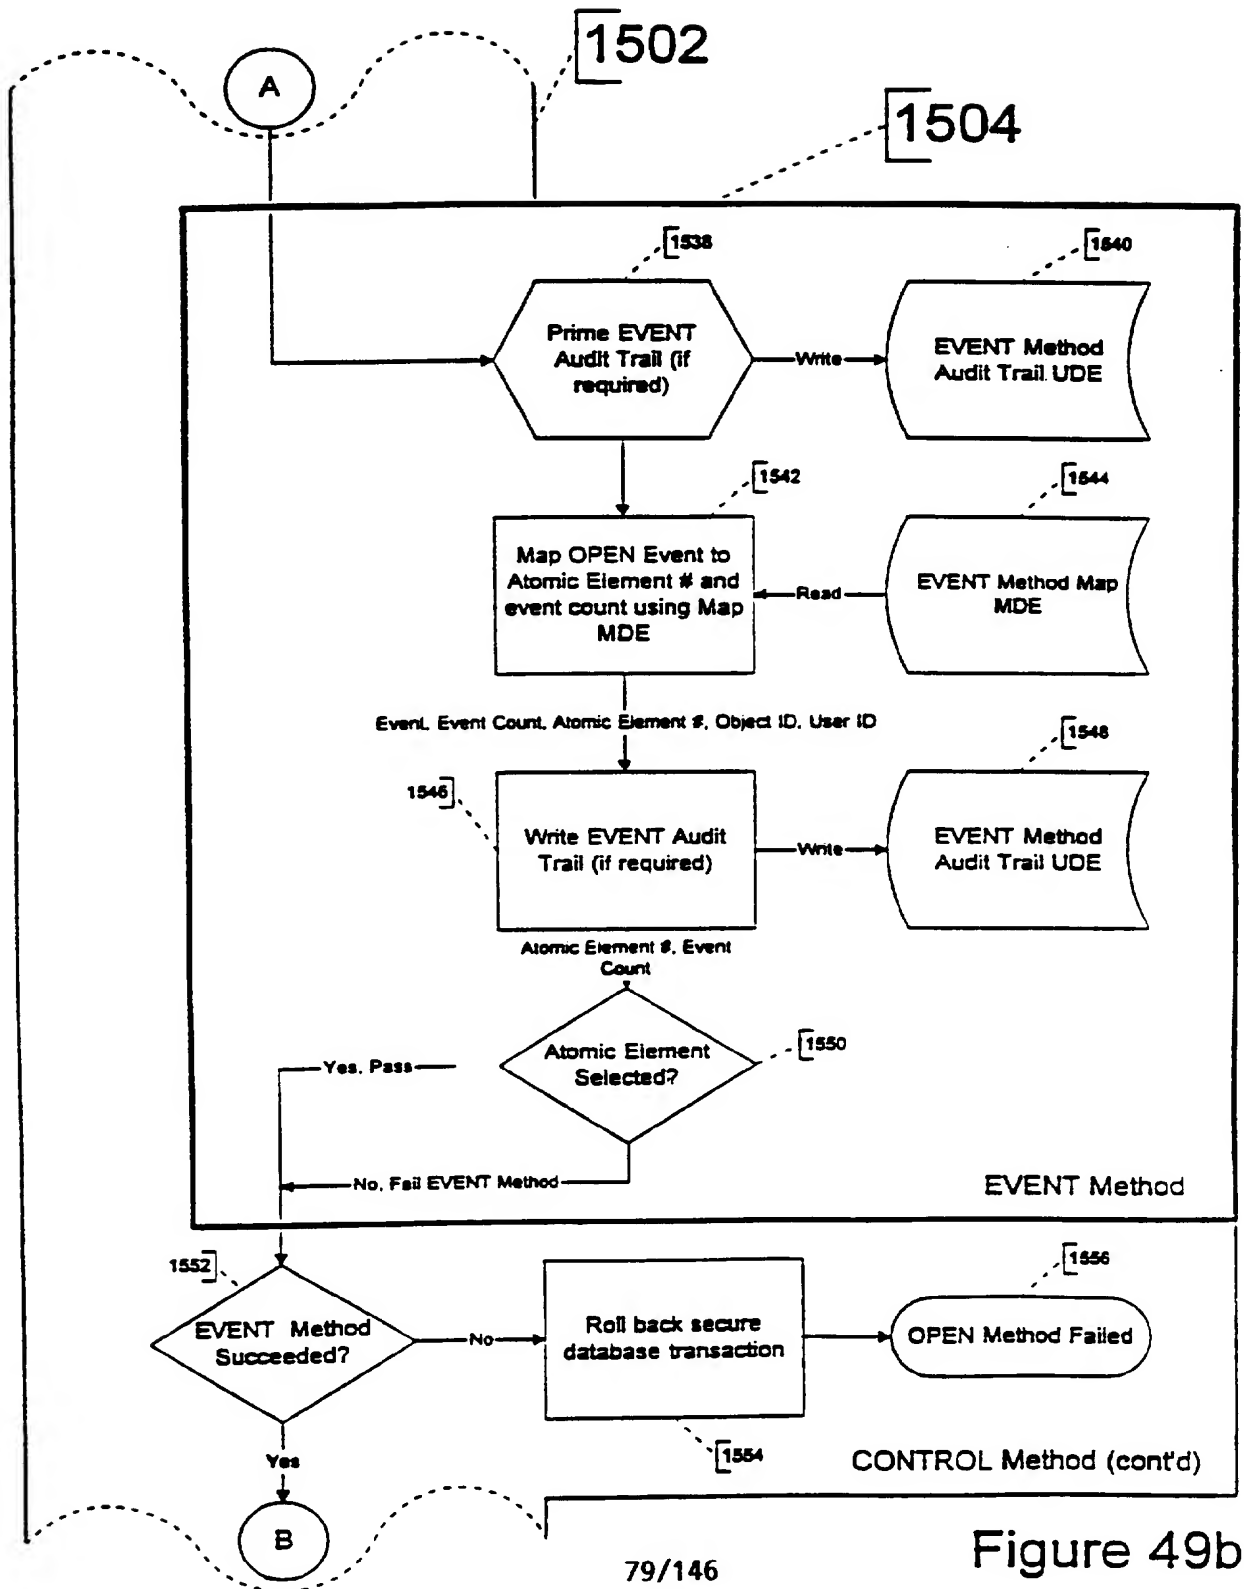 1502
A
1504
1538
1540
Prime EVENT
Audit Trail (if
required)
Write
EVENT Method
Audit Trail UDE
1542
1544
Map OPEN Event to
Atomic Element # and
event count using Map
MDE
Read
EVENT Method Map
MDE
Event, Event Count, Atomic Element #, Object ID, User ID
1548
1546
Write EVENT Audit
Trail (if required)
Write
EVENT Method
Audit Trail UDE
Atomic Element #, Event
Count
1550
Atomic Element
Selected?
Yes, Pass
No, Fail EVENT Method
EVENT Method
1552
1556
EVENT Method
Succeeded?
No
Roll back secure
database transaction
OPEN Method Failed
1554
Yes
CONTROL Method (cont'd)
B
Figure 49b
79/146